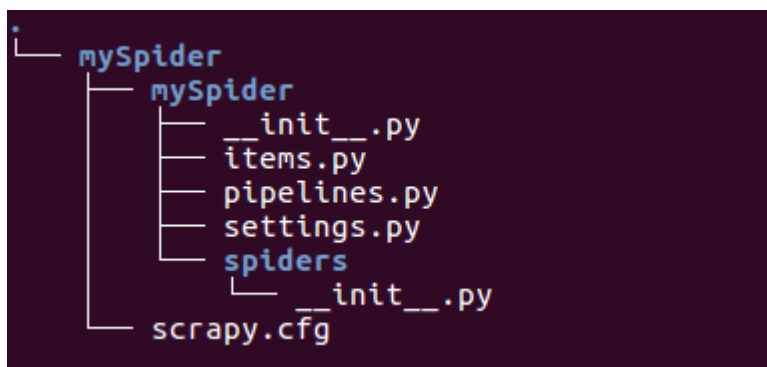 .
└── mySpider
    ├── mySpider
    │   ├── __init__.py
    │   ├── items.py
    │   ├── pipelines.py
    │   ├── settings.py
    │   └── spiders
    │       └── __init__.py
    └── scrapy.cfg